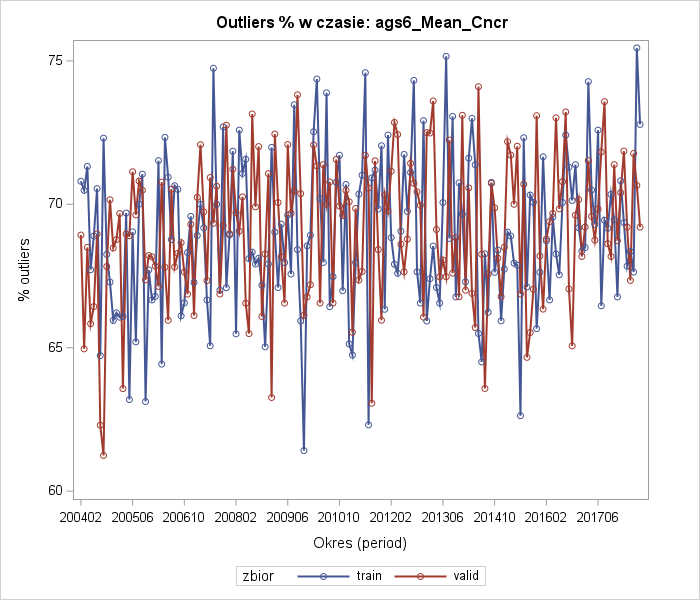 Outliers % w czasie: ags6_Mean_Cncr
75
70
65
60
% outliers
200402 200506 200610 200802 200906 201010 201202 201306 201410 201602 201706
Okres (period)
zbior train valid